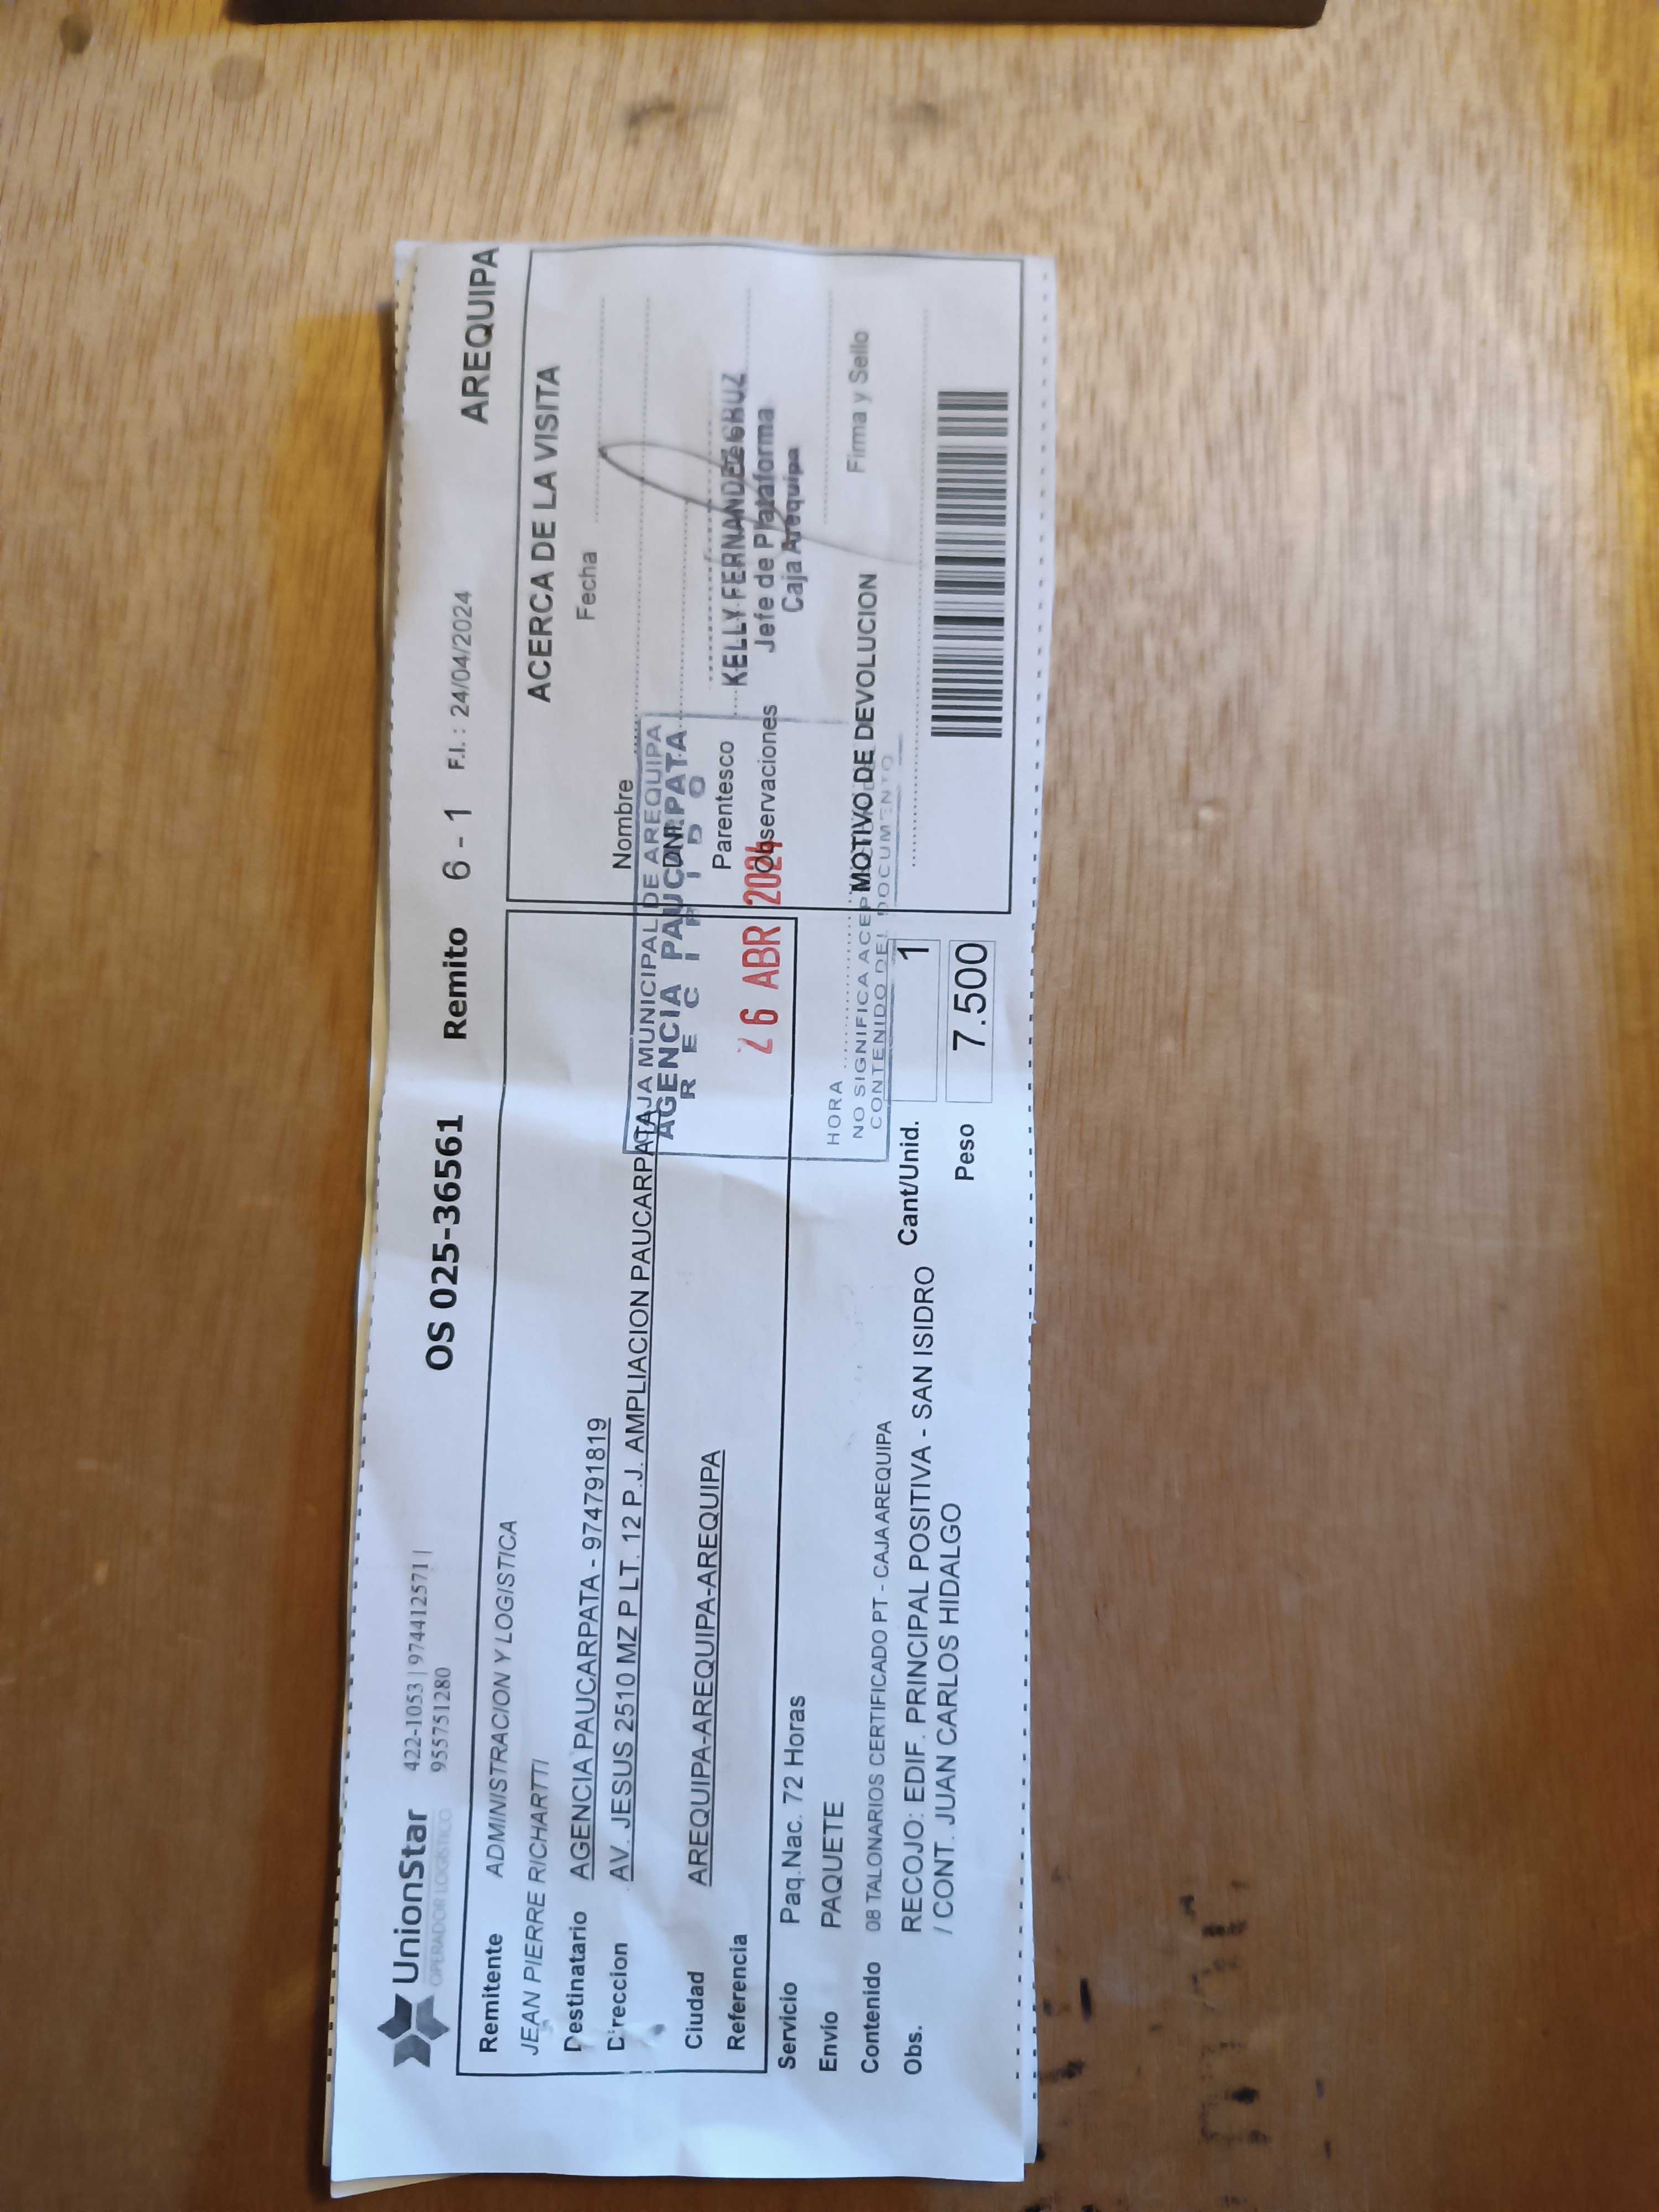 UnionStar
OPERADOR LOGISTICO
422-1053 | 974412571 |
955751280
OS 025-36561
Remito 6 - 1 F.I. : 24/04/2024
AREQUIPA
Remitente ADMINISTRACION Y LOGISTICA
JEAN PIERRE RICHARTTI
Destinatario AGENCIA PAUCARPATA - 974791819
Direccion AV. JESUS 2510 MZ P LT. 12 P.J. AMPLIACION PAUCARPATA
Ciudad AREQUIPA-AREQUIPA-AREQUIPA
Referencia
Servicio Paq.Nac. 72 Horas
Envío PAQUETE
Contenido 08 TALONARIOS CERTIFICADO PT - CAJA AREQUIPA
Obs. RECOJO: EDIF. PRINCIPAL POSITIVA - SAN ISIDRO
/ CONT. JUAN CARLOS HIDALGO
Cant/Unid. 1
Peso 7.500
ACERCA DE LA VISITA
Fecha
Nombre
DNI
Parentesco
Observaciones
Firma y Sello
MOTIVO DE DEVOLUCION
CAJA MUNICIPAL DE AREQUIPA
AGENCIA PAUCARPATA
RECIBIDO
26 ABR 2024
HORA
NO SIGNIFICA
CONTENIDO DEL DOCUMENTO
KELLY FERNANDEZ CRUZ
Jefe de Plataforma
Caja Arequipa